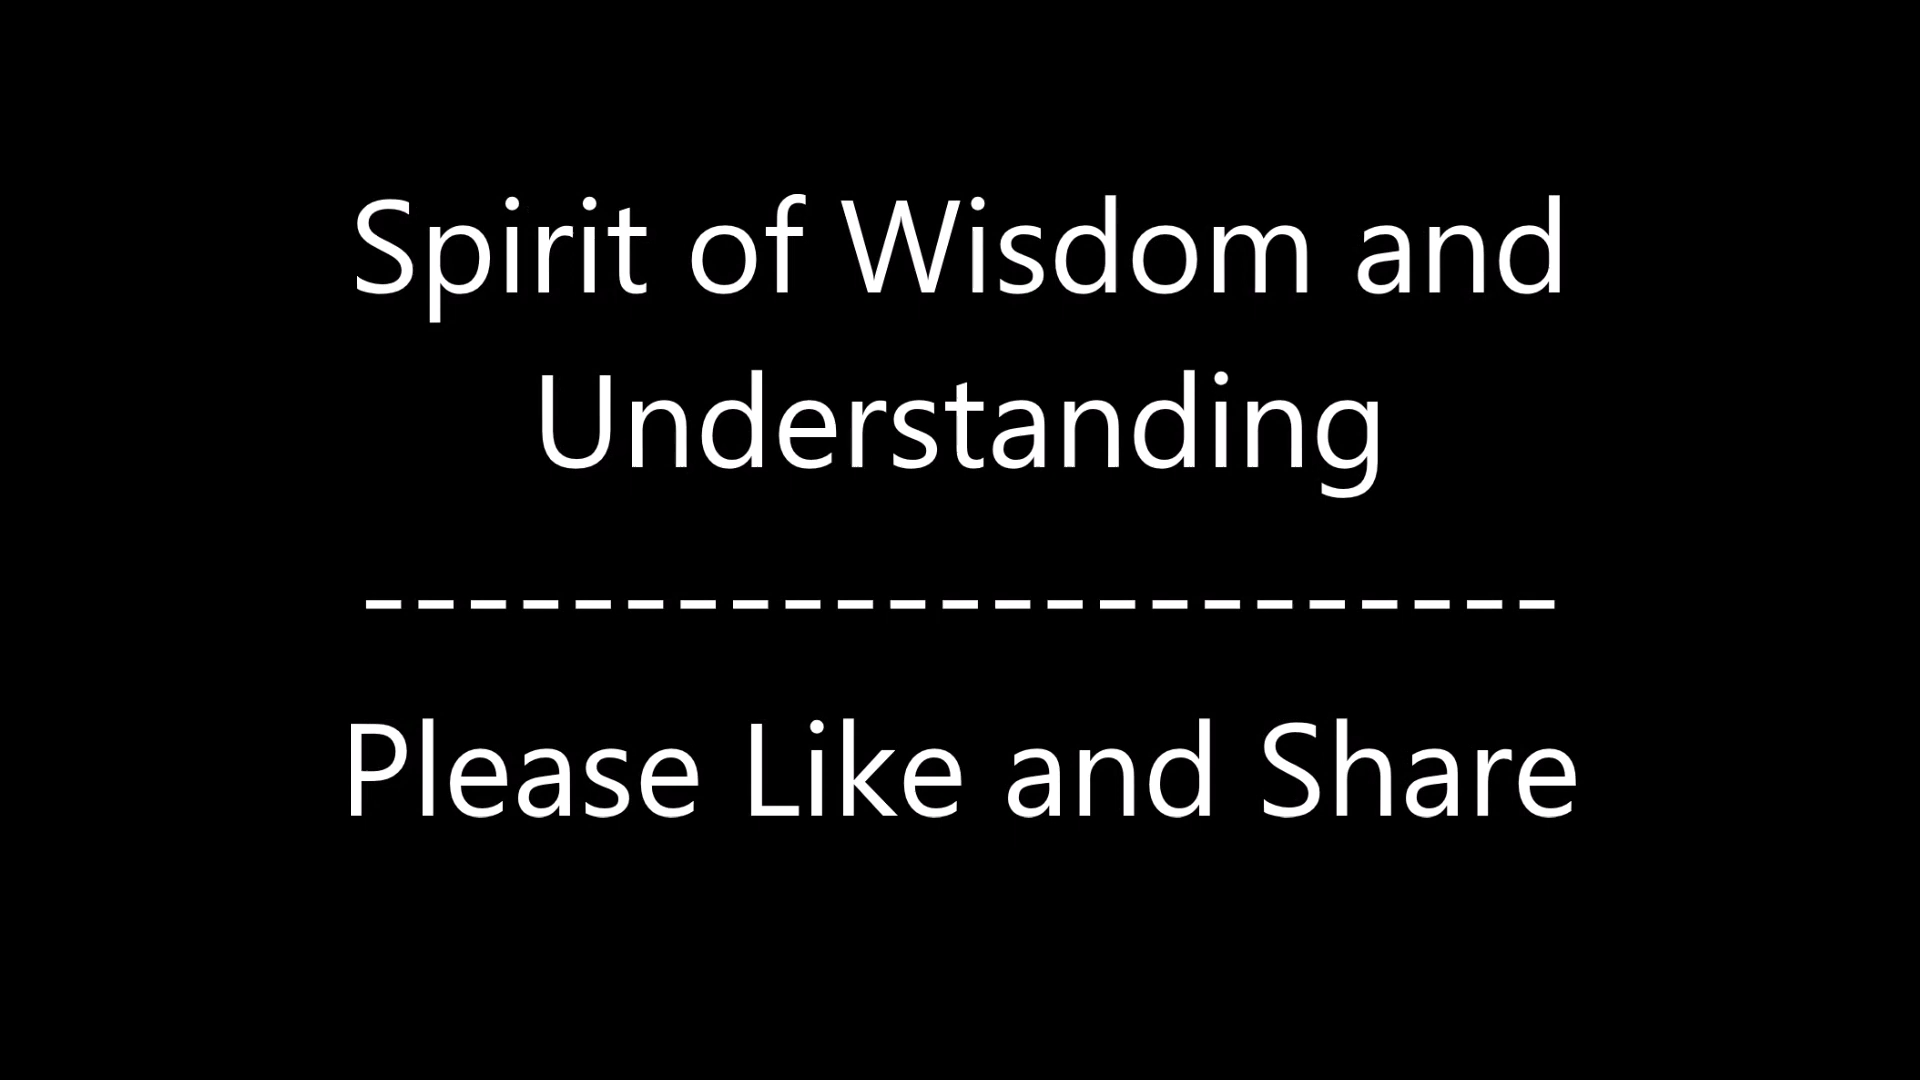 Spirit of Wisdom and
Understanding
-----------------------
Please Like and Share